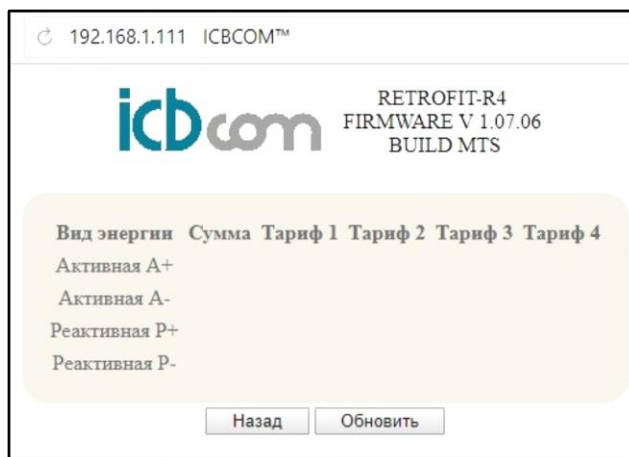 192.168.1.111 ICBCOM™
icbcom
RETROFIT-R4
FIRMWARE V 1.07.06
BUILD MTS
Вид энергии Сумма Тариф 1 Тариф 2 Тариф 3 Тариф 4
Активная А+
Активная А-
Реактивная Р+
Реактивная Р-
Назад Обновить